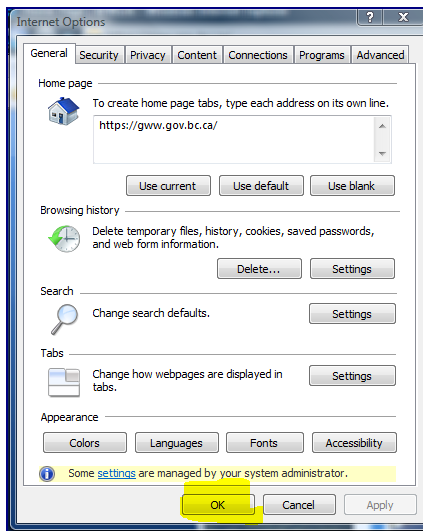 Internet Options
? X
General Security Privacy Content Connections Programs Advanced
Home page
To create home page tabs, type each address on its own line.
https://gww.gov.bc.ca/
Use current Use default Use blank
Browsing history
Delete temporary files, history, cookies, saved passwords,
and web form information.
Delete... Settings
Search
Change search defaults.
Settings
Tabs
Change how webpages are displayed in
tabs.
Settings
Appearance
Colors Languages Fonts Accessibility
Some settings are managed by your system administrator.
OK Cancel Apply